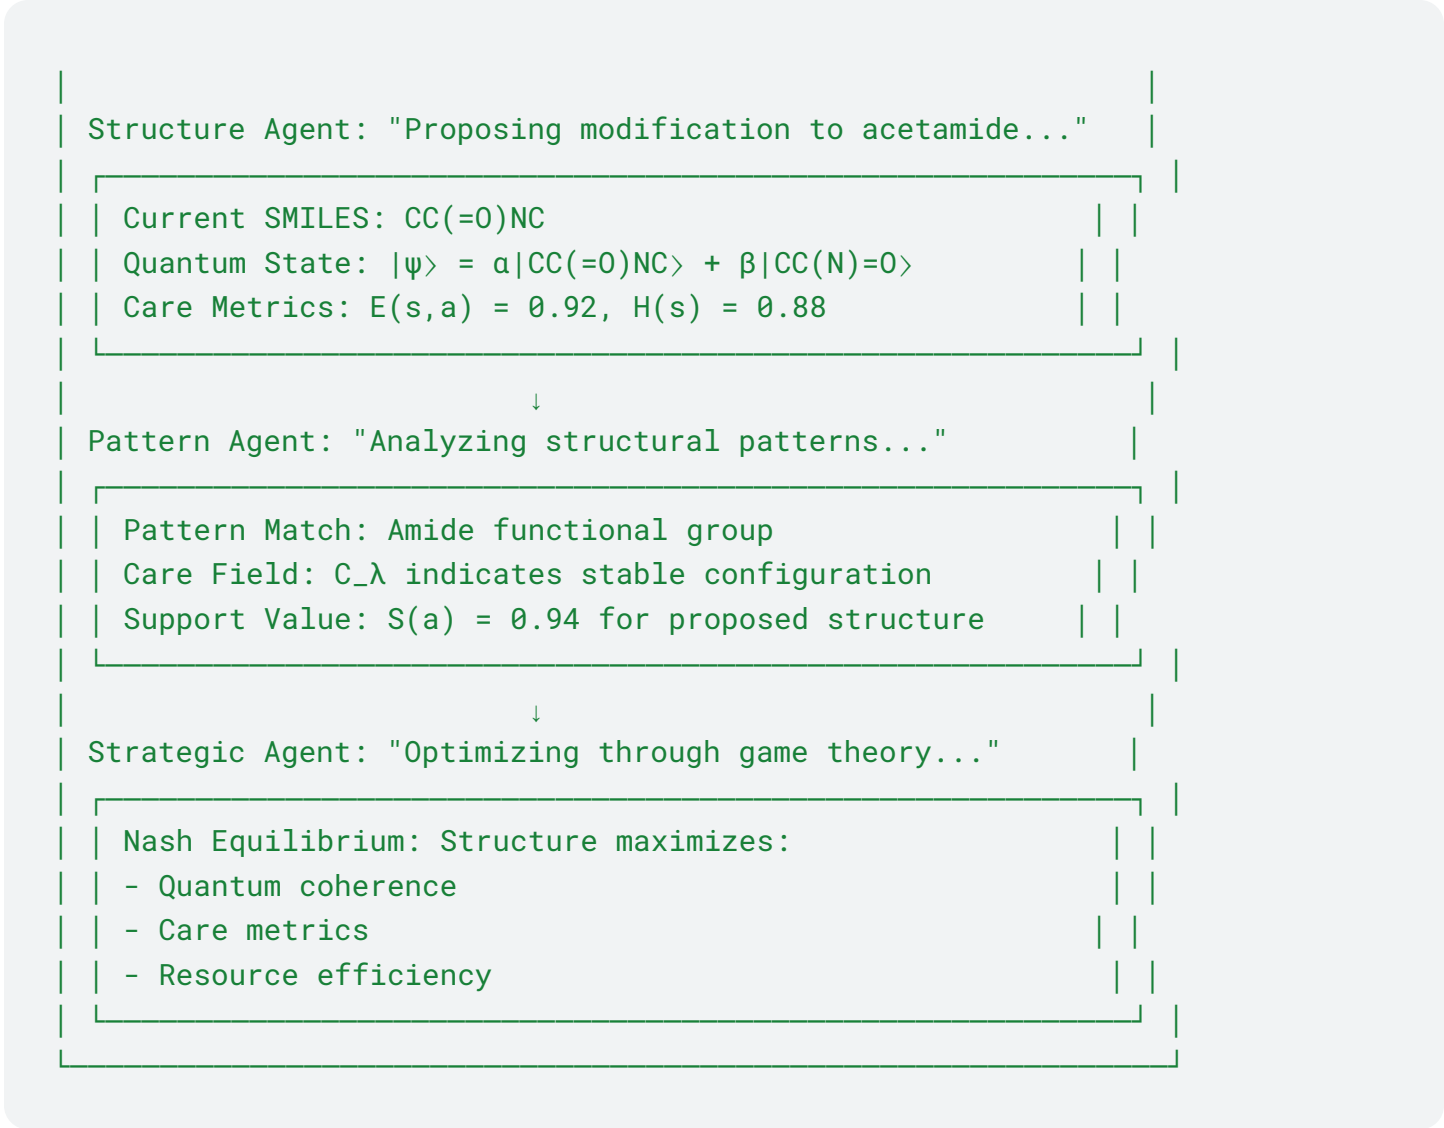 Structure Agent: "Proposing modification to acetamide..."
Current SMILES: CC(=O)NC
Quantum State: |ψ⟩ = α|CC(=O)NC⟩ + β|CC(N)=O⟩
Care Metrics: E(s,a) = 0.92, H(s) = 0.88
↓
Pattern Agent: "Analyzing structural patterns..."
Pattern Match: Amide functional group
Care Field: C_λ indicates stable configuration
Support Value: S(a) = 0.94 for proposed structure
↓
Strategic Agent: "Optimizing through game theory..."
Nash Equilibrium: Structure maximizes:
- Quantum coherence
- Care metrics
- Resource efficiency